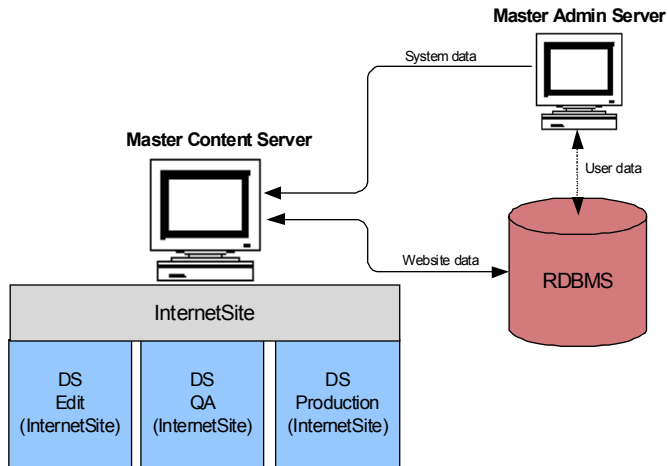 Master Admin Server
System data
Master Content Server
User data
Website data
RDBMS
InternetSite
DS
Edit
(InternetSite)
DS
QA
(InternetSite)
DS
Production
(InternetSite)